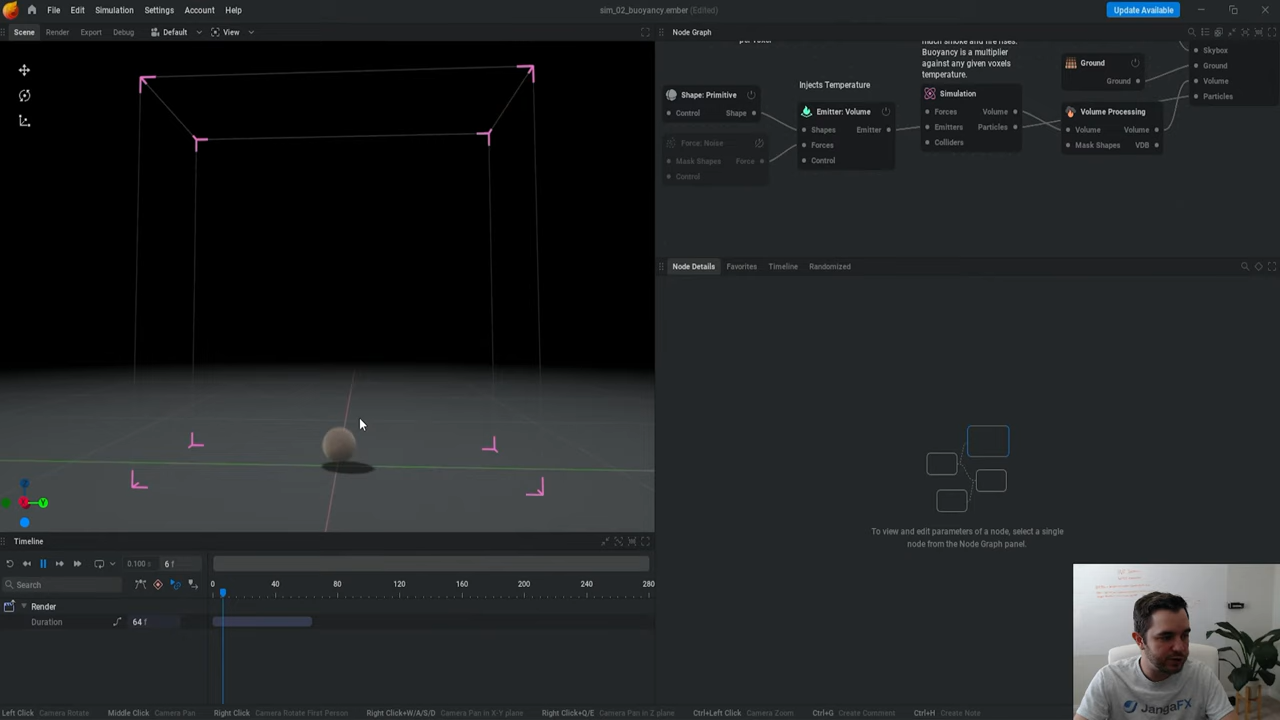 File Edit Simulation Settings Account Help
sim_02_buoyancy.ember (Edited)
Update Available
Scene Render Export Debug Default View
Node Graph
per voxel
much smoke and fire rises.
Buoyancy is a multiplier
against any given voxels
temperature.
Injects Temperature
Shape: Primitive
Control Shape
Force: Noise
Mask Shapes Force
Control
Emitter: Volume
Shapes Emitter
Forces
Control
Simulation
Forces Volume
Emitters Particles
Colliders
Ground
Ground
Volume Processing
Volume Volume
Mask Shapes VDB
Skybox
Ground
Volume
Particles
Node Details Favorites Timeline Randomized
To view and edit parameters of a node, select a single
node from the Node Graph panel.
X Y
Timeline
0.100 s 6 f
0 40 80 120 160 200 240 280
Search
Render
Duration 64 f
Left Click Camera Rotate Middle Click Camera Pan Right Click Camera Rotate First-Person Right Click+W/A/S/D Camera Pan in X-Y plane Right Click+Q/E Camera Pan in Z plane Ctrl+Left Click Camera Zoom Ctrl+G Create Comment Ctrl+H Create Note
JangaFX